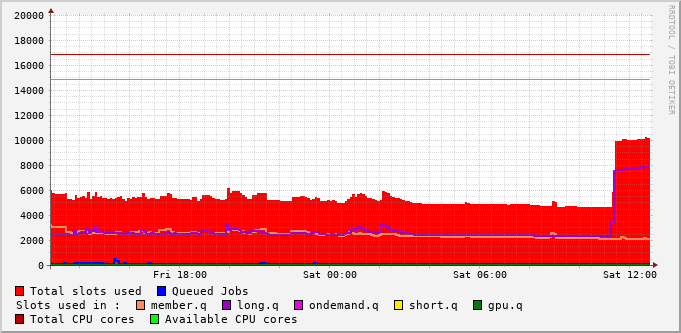 20000
18000
16000
14000
12000
10000
8000
6000
4000
2000
0
Fri 18:00 Sat 00:00 Sat 06:00 Sat 12:00
RRDTOOL / TOBI OETIKER
Total slots used Queued Jobs
Slots used in : member.q long.q ondemand.q short.q gpu.q
Total CPU cores Available CPU cores